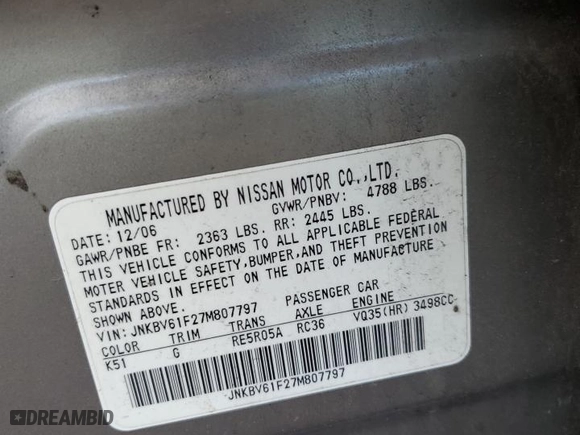 MANUFACTURED BY NISSAN MOTOR CO.,LTD.
DATE: 12/06 GVWR/PNBV: 4788 LBS.
GAWR/PNBE FR: 2363 LBS. RR: 2445 LBS.
THIS VEHICLE CONFORMS TO ALL APPLICABLE FEDERAL
MOTOR VEHICLE SAFETY,BUMPER,AND THEFT PREVENTION
STANDARDS IN EFFECT ON THE DATE OF MANUFACTURE
SHOWN ABOVE.
VIN: JNKBV61F27M807797 PASSENGER CAR
COLOR TRIM TRANS AXLE ENGINE
K51 G RE5R05A RC36 VQ35(HR) 3498CC
JNKBV61F27M807797
DREAMBID